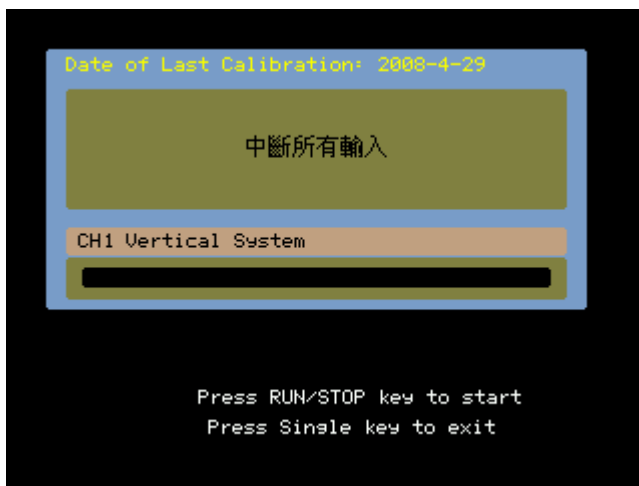 Date of Last Calibration: 2008-4-29
中斷所有輸入
CH1 Vertical System
Press RUN/STOP key to start
Press Single key to exit